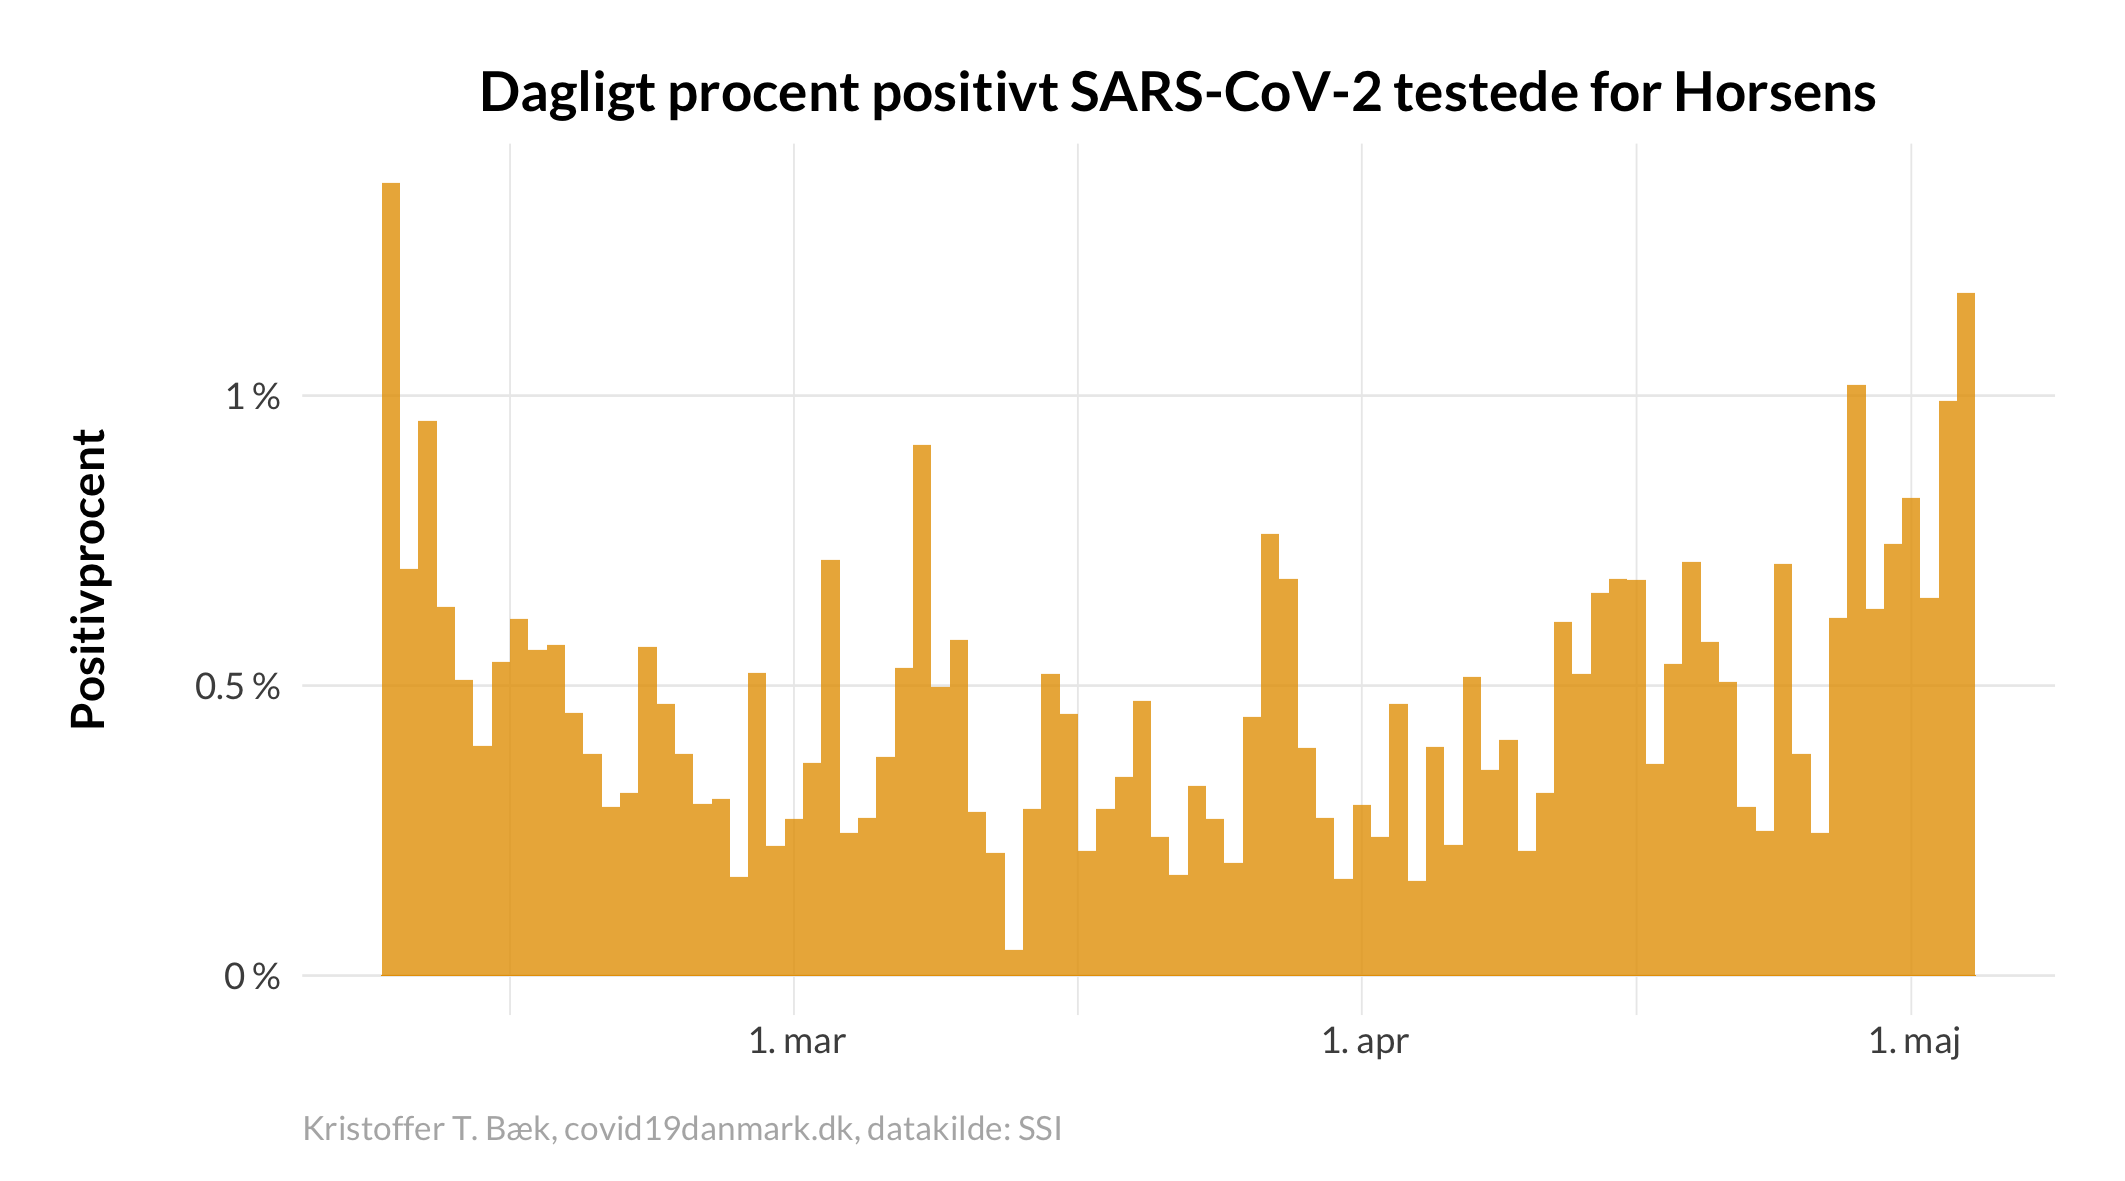 Dagligt procent positivt SARS-CoV-2 testede for Horsens
Positivprocent
1 %
0.5 %
0 %
1. mar
1. apr
1. maj
Kristoffer T. Bæk, covid19danmark.dk, datakilde: SSI